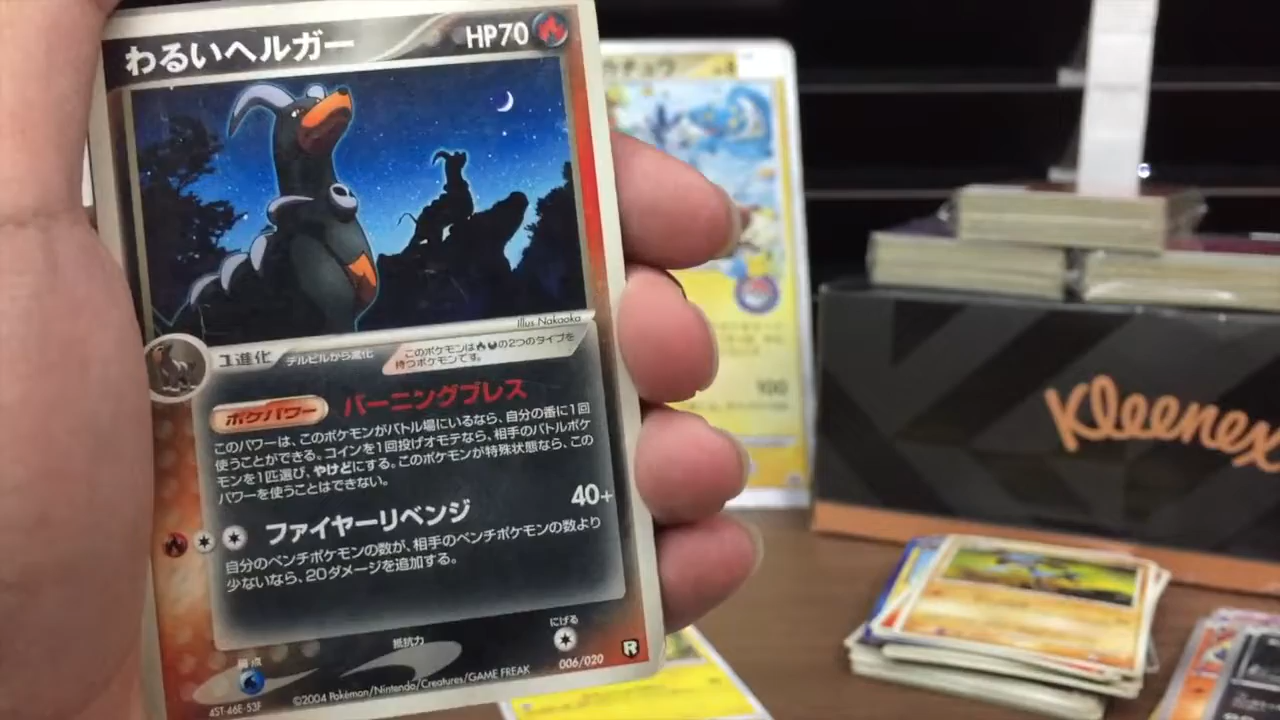 わるいヘルガー
HP70
Illus Nakaoka
1進化
デルビルから進化
このポケモンは の2つのタイプを
持つポケモンです。
ポケパワー バーニングブレス
このパワーは、このポケモンがバトル場にいるなら、自分の番に1回
使うことができる。コインを1回投げオモテなら、相手のバトルポケ
モンを1匹選び、やけどにする。このポケモンが特殊状態なら、この
パワーを使うことはできない。
ファイヤーリベンジ 40+
自分のベンチポケモンの数が、相手のベンチポケモンの数より
少ないなら、20ダメージを追加する。
弱点
抵抗力
にげる
006/020
R
4ST-46E-53F
©2004 Pokémon/Nintendo/Creatures/GAME FREAK
チュウ
Kleenex